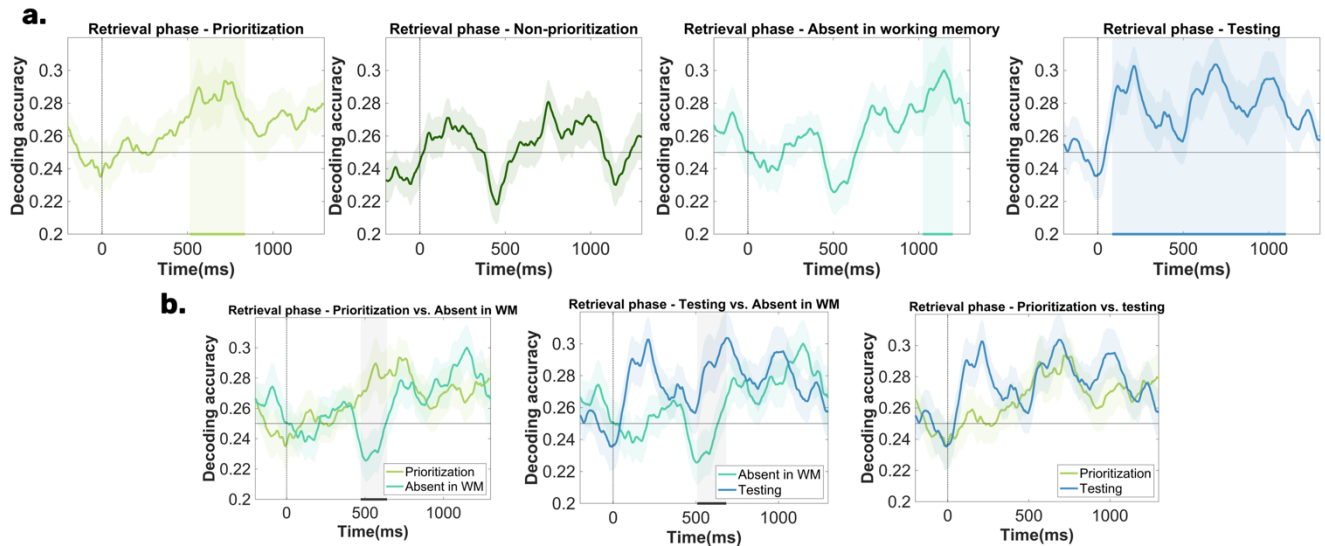 a.
Retrieval phase - Prioritization
Decoding accuracy
0.3
0.28
0.26
0.24
0.22
0.2
0
500
1000
Time(ms)
Retrieval phase - Non-prioritization
Decoding accuracy
0.3
0.28
0.26
0.24
0.22
0.2
0
500
1000
Time(ms)
Retrieval phase - Absent in working memory
Decoding accuracy
0.3
0.28
0.26
0.24
0.22
0.2
0
500
1000
Time(ms)
Retrieval phase - Testing
Decoding accuracy
0.3
0.28
0.26
0.24
0.22
0.2
0
500
1000
Time(ms)
b.
Retrieval phase - Prioritization vs. Absent in WM
Decoding accuracy
0.3
0.28
0.26
0.24
0.22
0.2
Prioritization
Absent in WM
0
500
1000
Time(ms)
Retrieval phase - Testing vs. Absent in WM
Decoding accuracy
0.3
0.28
0.26
0.24
0.22
0.2
Absent in WM
Testing
0
500
1000
Time(ms)
Retrieval phase - Prioritization vs. testing
Decoding accuracy
0.3
0.28
0.26
0.24
0.22
0.2
Prioritization
Testing
0
500
1000
Time(ms)